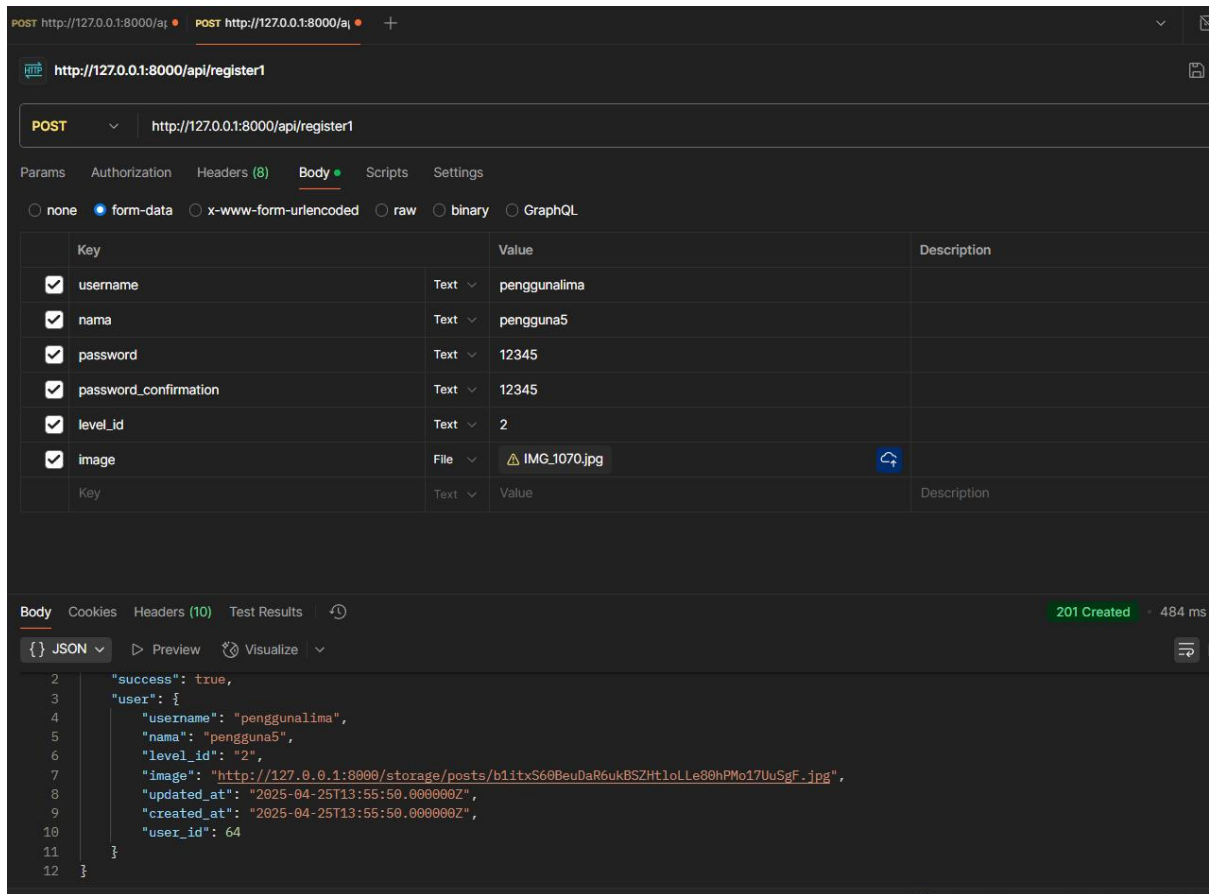 POST http://127.0.0.1:8000/ap POST http://127.0.0.1:8000/a
HTTP http://127.0.0.1:8000/api/register1
POST http://127.0.0.1:8000/api/register1
Params Authorization Headers (8) Body Scripts Settings
none form-data x-www-form-urlencoded raw binary GraphQL
Key Value Description
username Text penggunalima
nama Text pengguna5
password Text 12345
password_confirmation Text 12345
level_id Text 2
image File IMG_1070.jpg
Key Text Value Description
Body Cookies Headers (10) Test Results 201 Created 484 ms
{} JSON Preview Visualize
2 "success": true,
3 "user": {
4 "username": "penggunalima",
5 "nama": "pengguna5",
6 "level_id": "2",
7 "image": "http://127.0.0.1:8000/storage/posts/b1itxS60BeuDaR6ukBSZHtloLLe80hPMo17UuSgF.jpg",
8 "updated_at": "2025-04-25T13:55:50.000000Z",
9 "created_at": "2025-04-25T13:55:50.000000Z",
10 "user_id": 64
11 }
12 }